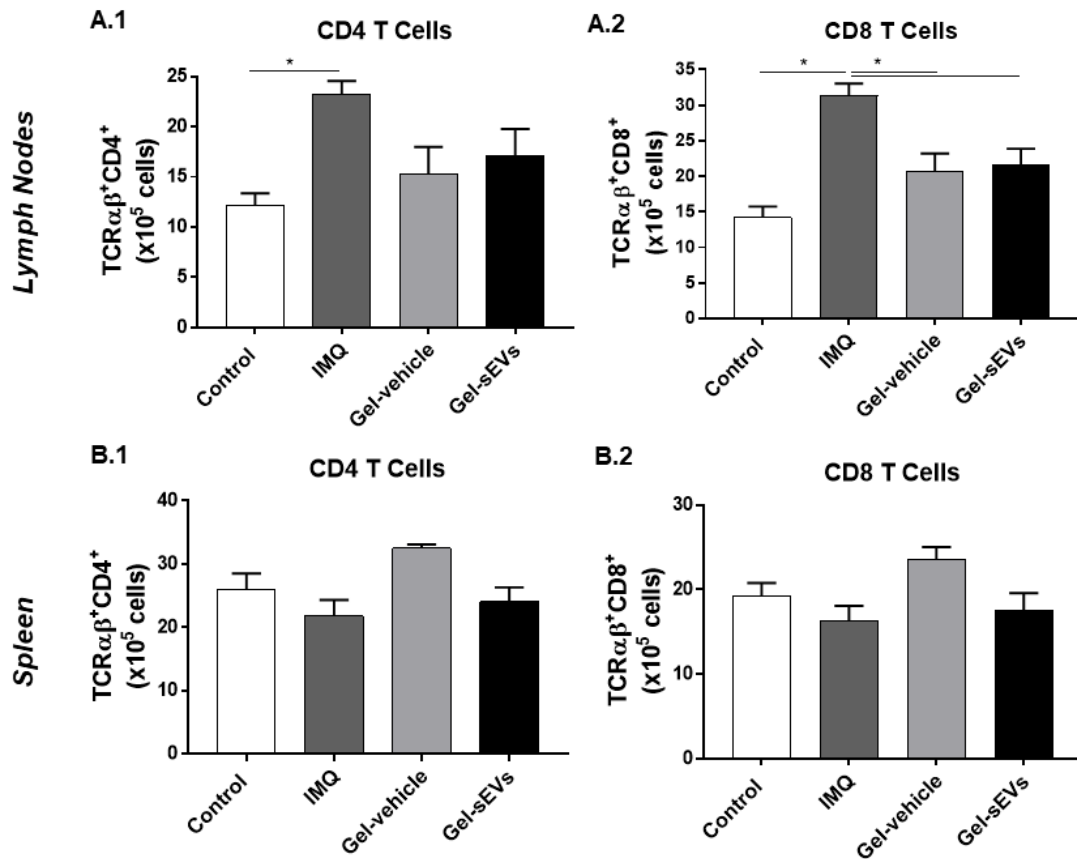 A.1
CD4 T Cells
*
TCRαβ⁺CD4⁺
(x10⁵ cells)
25
20
15
10
5
0
Control
IMQ
Gel-vehicle
Gel-sEVs
A.2
CD8 T Cells
* *
TCRαβ⁺CD8⁺
(x10⁵ cells)
35
30
25
20
15
10
5
0
Control
IMQ
Gel-vehicle
Gel-sEVs
Lymph Nodes
B.1
CD4 T Cells
TCRαβ⁺CD4⁺
(x10⁵ cells)
40
30
20
10
0
Control
IMQ
Gel-vehicle
Gel-sEVs
B.2
CD8 T Cells
TCRαβ⁺CD8⁺
(x10⁵ cells)
30
20
10
0
Control
IMQ
Gel-vehicle
Gel-sEVs
Spleen